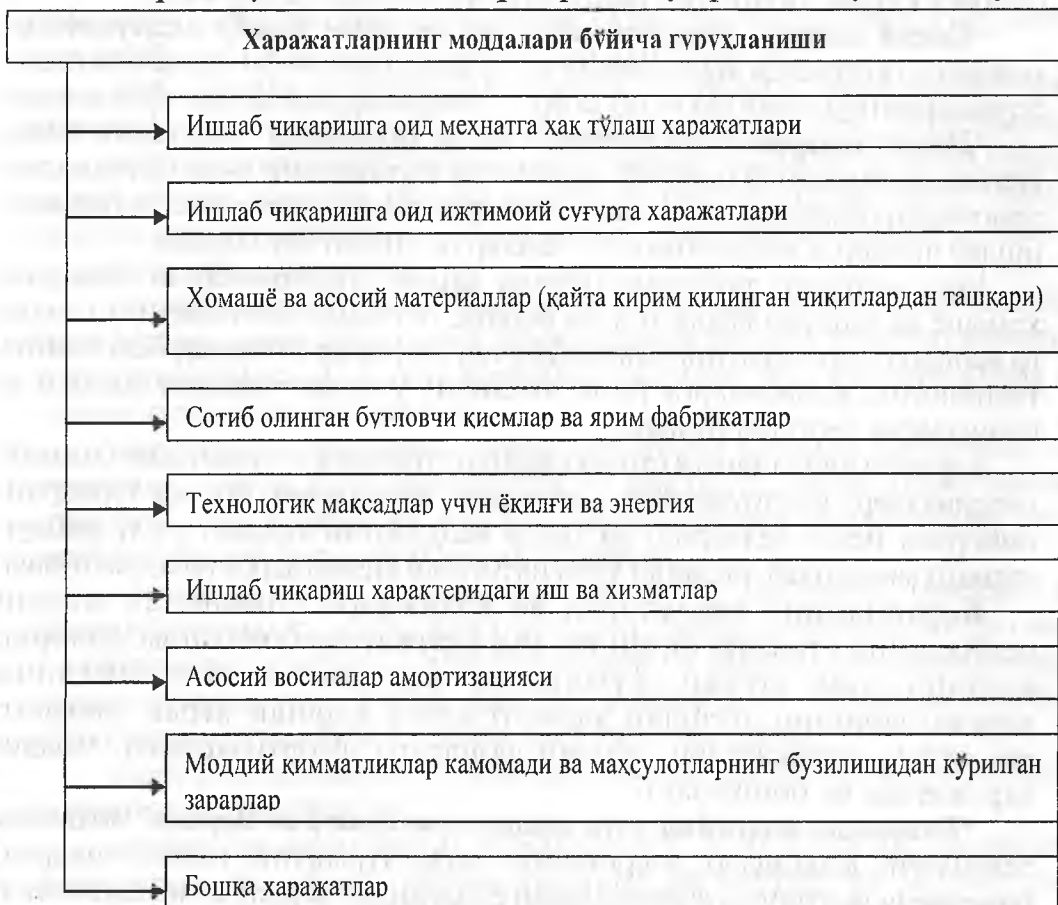 Харажатларнинг моддалари бўйича гуруҳланиши
Ишлаб чиқаришга оид меҳнатга ҳақ тўлаш харажатлари
Ишлаб чиқаришга оид ижтимоий суғурта харажатлари
Хомашё ва асосий материаллар (қайта кирим қилинган чиқитлардан ташқари)
Сотиб олинган бутловчи қисмлар ва ярим фабрикатлар
Технологик мақсадлар учун ёқилғи ва энергия
Ишлаб чиқариш характеридаги иш ва хизматлар
Асосий воситалар амортизацияси
Моддий қимматликлар камомади ва маҳсулотларнинг бузилишидан кўрилган
зарарлар
Бошқа харажатлар